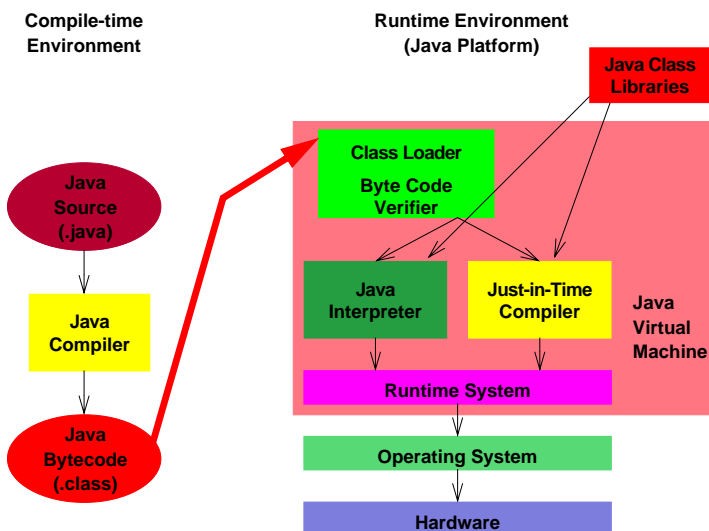 Compile-time
Environment
Runtime Environment
(Java Platform)
Java Class
Libraries
Class Loader
Byte Code
Verifier
Java
Source
(.java)
Java
Interpreter
Just-in-Time
Compiler
Java
Virtual
Machine
Java
Compiler
Runtime System
Java
Bytecode
(.class)
Operating System
Hardware